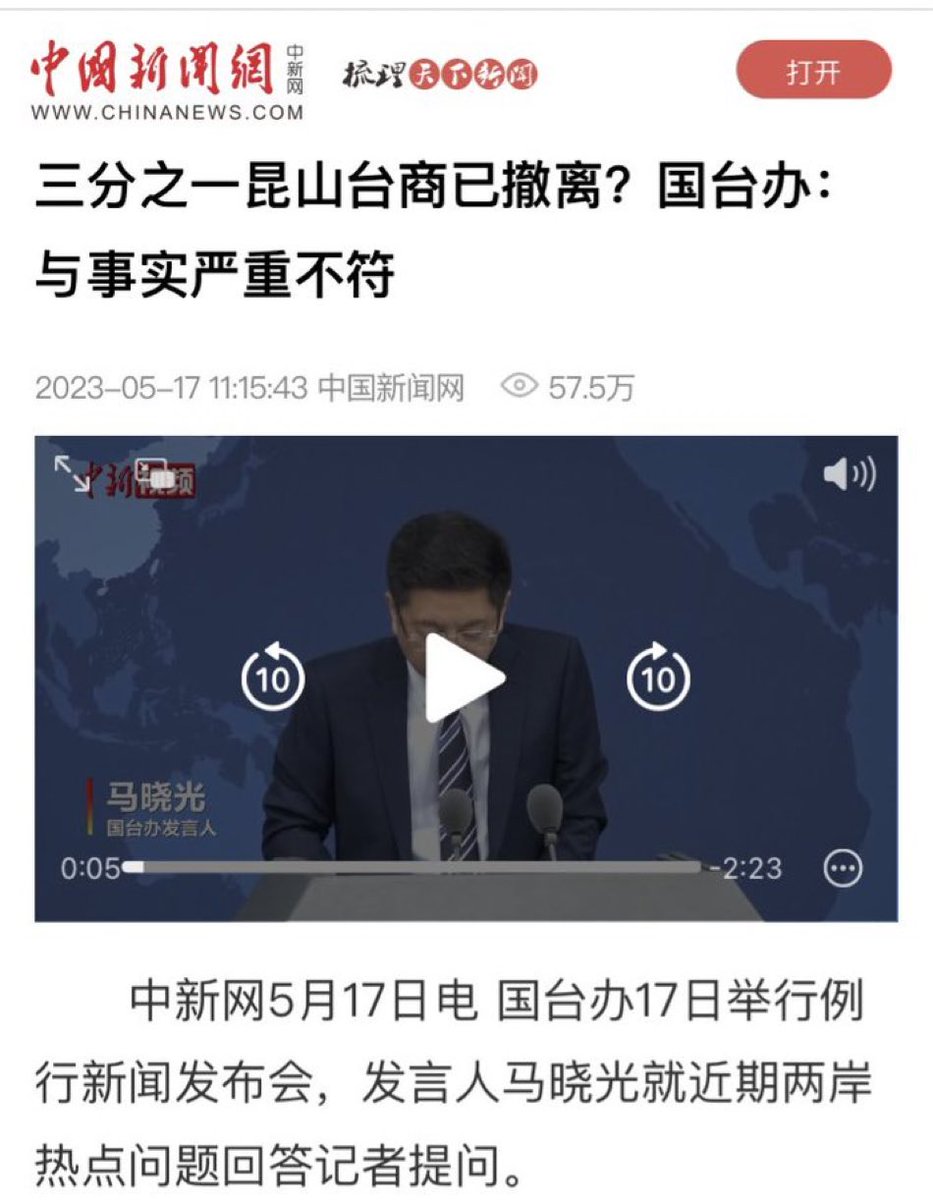 中國新聞網
中新网
WWW.CHINANEWS.COM
梳理天下新闻
打开
三分之一昆山台商已撤离？国台办：
与事实严重不符
2023-05-17 11:15:43 中国新闻网 57.5万
中新视频
10
10
马晓光
国台办发言人
0:05
-2:23
中新网5月17日电 国台办17日举行例
行新闻发布会，发言人马晓光就近期两岸
热点问题回答记者提问。